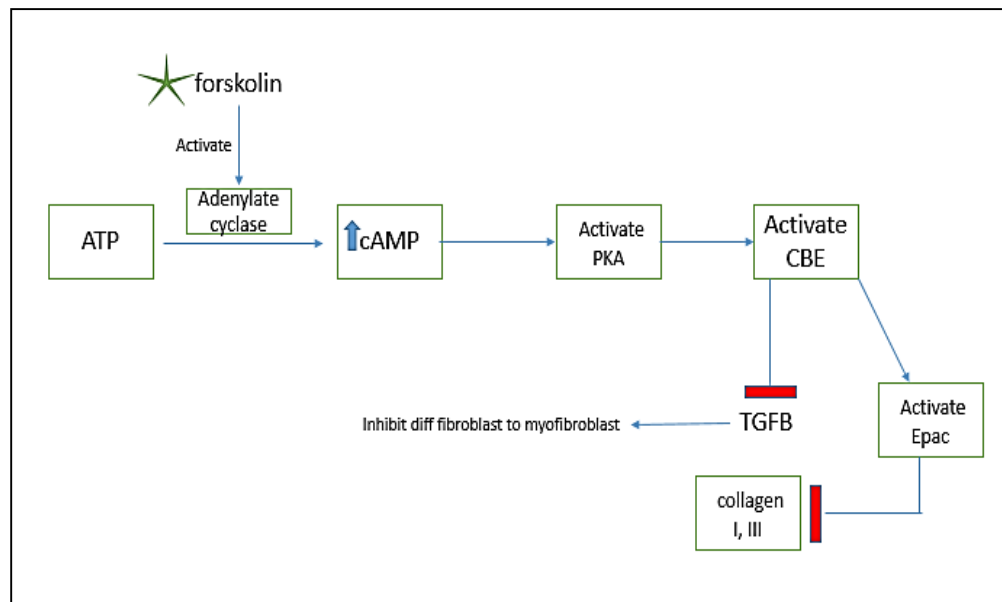 forskolin
Activate
Adenylate
cyclase
ATP
cAMP
Activate
PKA
Activate
CBE
Inhibit diff fibroblast to myofibroblast
TGFB
Activate
Epac
collagen
I, III